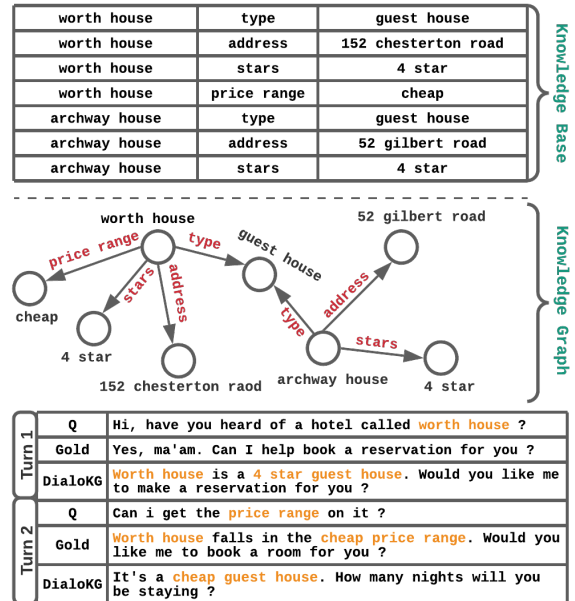 worth house type guest house
worth house address 152 chesterton road
worth house stars 4 star
worth house price range cheap
archway house type guest house
archway house address 52 gilbert road
archway house stars 4 star
Knowledge Base
worth house
52 gilbert road
price range
type
guest house
stars
address
address
type
stars
cheap
4 star
152 chesterton raod
archway house
4 star
Knowledge Graph
Turn 1
Q Hi, have you heard of a hotel called worth house ?
Gold Yes, ma'am. Can I help book a reservation for you ?
DialoKG Worth house is a 4 star guest house. Would you like me
to make a reservation for you ?
Turn 2
Q Can i get the price range on it ?
Gold Worth house falls in the cheap price range. Would you
like me to book a room for you ?
DialoKG It's a cheap guest house. How many nights will you
be staying ?